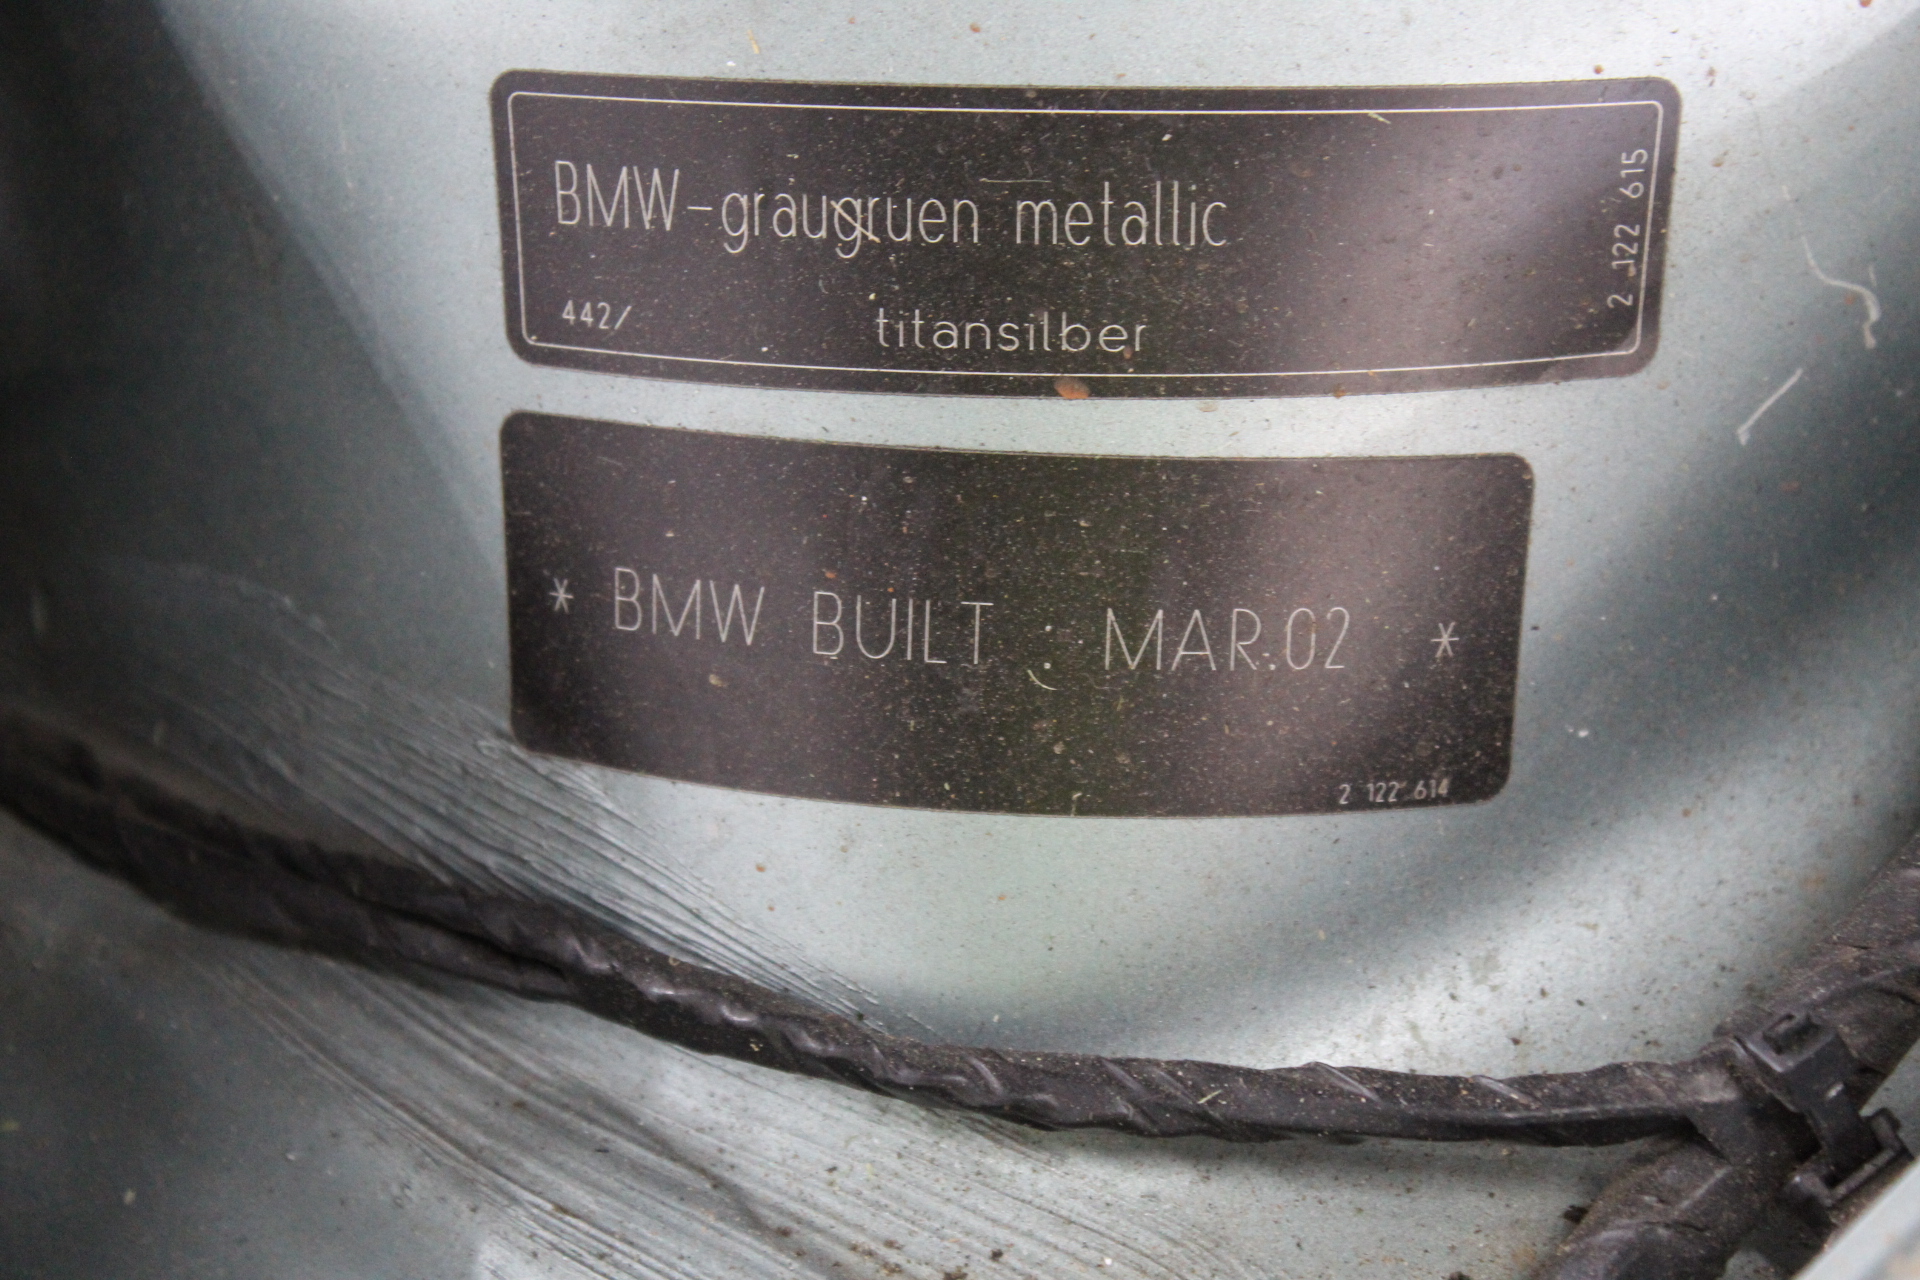 BMW-graugruen metallic
442/
titansilber
2 122 615
* BMW BUILT MAR.02 *
2 122 614